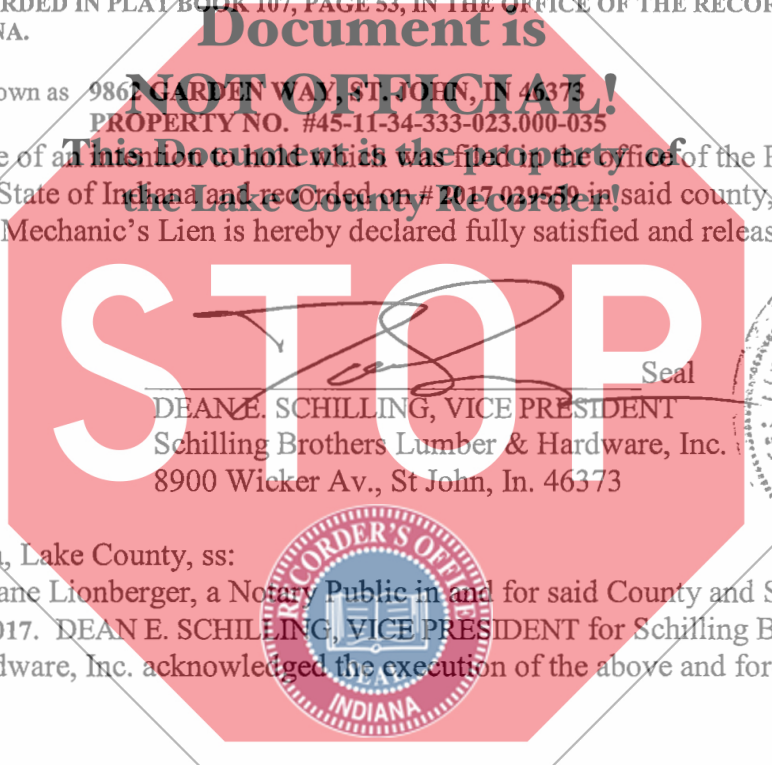 RDED IN PLAT BOOK 107, PAGE 53, IN THE OFFICE OF THE RECOR
NA.
Document is
NOT OFFICIAL!
This Document is the property of
the Lake County Recorder!
own as 9862 GARDEN WAY, ST. JOHN, IN 46373
PROPERTY NO. #45-11-34-333-023.000-035
e of an intention to hold which was filed in the office of the
State of Indiana and recorded on # 2017 029559 in said county,
Mechanic's Lien is hereby declared fully satisfied and releas
STOP
Seal
DEAN E. SCHILLING, VICE PRESIDENT
Schilling Brothers Lumber & Hardware, Inc.
8900 Wicker Av., St John, In. 46373
, Lake County, ss:
ane Lionberger, a Notary Public in and for said County and S
017. DEAN E. SCHILLING, VICE PRESIDENT for Schilling B
dware, Inc. acknowledged the execution of the above and for
RECORDER'S OFFICE
SEAL
INDIANA